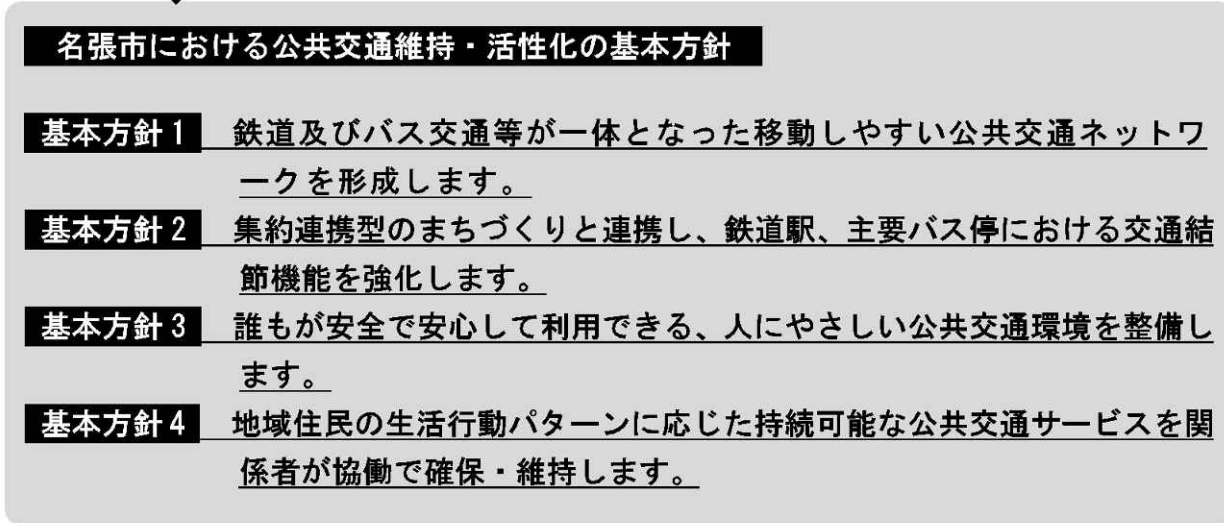 名張市における公共交通維持・活性化の基本方針
基本方針1 鉄道及びバス交通等が一体となった移動しやすい公共交通ネットワ
ークを形成します。
基本方針2 集約連携型のまちづくりと連携し、鉄道駅、主要バス停における交通結
節機能を強化します。
基本方針3 誰もが安全で安心して利用できる、人にやさしい公共交通環境を整備し
ます。
基本方針4 地域住民の生活行動パターンに応じた持続可能な公共交通サービスを関
係者が協働で確保・維持します。